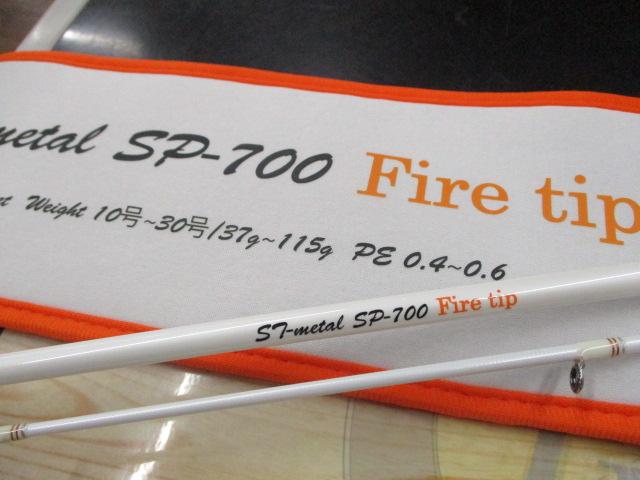 metal SP-700 Fire tip
Weight 10号~30号/37g~115g PE 0.4~0.6
ST-metal SP-700 Fire tip